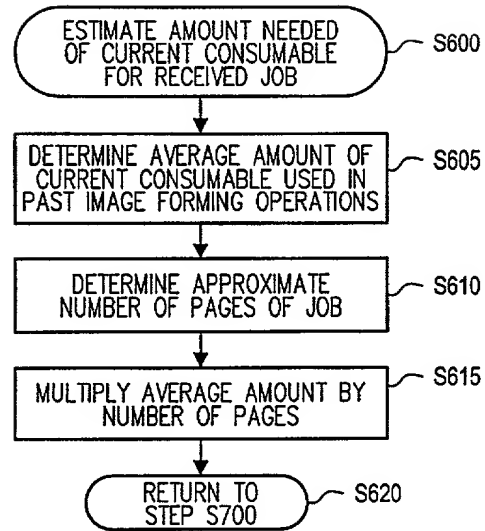 ESTIMATE AMOUNT NEEDED
OF CURRENT CONSUMABLE
FOR RECEIVED JOB
S600
DETERMINE AVERAGE AMOUNT OF
CURRENT CONSUMABLE USED IN
PAST IMAGE FORMING OPERATIONS
S605
DETERMINE APPROXIMATE
NUMBER OF PAGES OF JOB
S610
MULTIPLY AVERAGE AMOUNT BY
NUMBER OF PAGES
S615
RETURN TO
STEP S700
S620